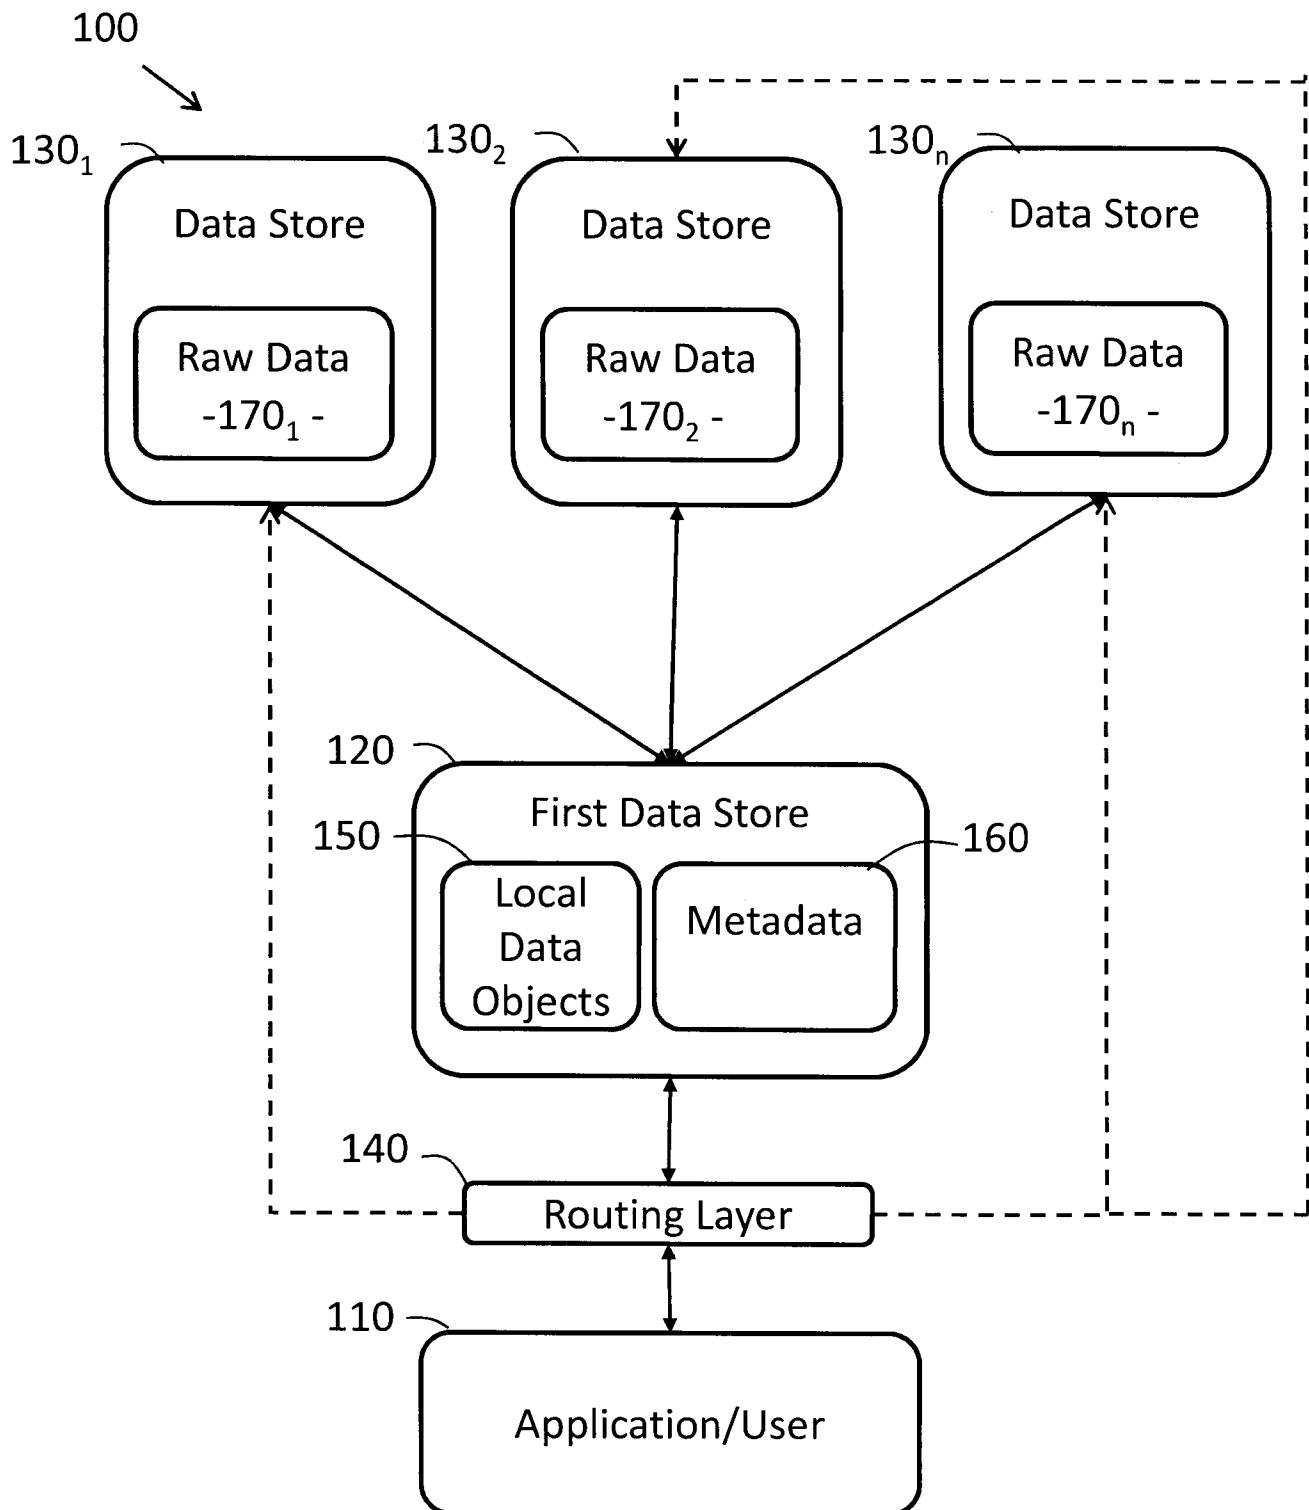 100
130₁
130₂
130ₙ
Data Store
Data Store
Data Store
Raw Data
-170₁ -
Raw Data
-170₂ -
Raw Data
-170ₙ -
120
First Data Store
150
160
Local
Data
Objects
Metadata
140
Routing Layer
110
Application/User